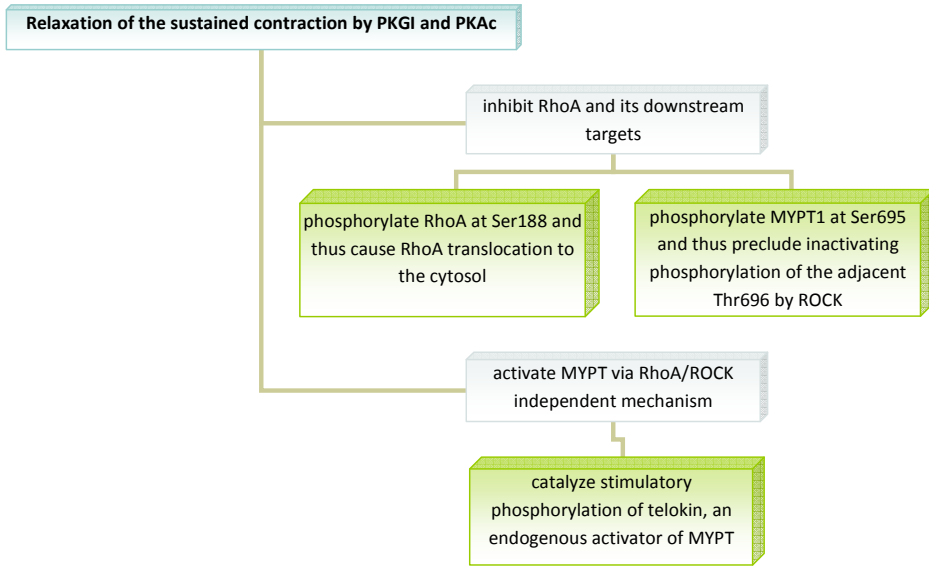 Relaxation of the sustained contraction by PKGI and PKAc
inhibit RhoA and its downstream
targets
phosphorylate RhoA at Ser188 and
thus cause RhoA translocation to
the cytosol
phosphorylate MYPT1 at Ser695
and thus preclude inactivating
phosphorylation of the adjacent
Thr696 by ROCK
activate MYPT via RhoA/ROCK
independent mechanism
catalyze stimulatory
phosphorylation of telokin, an
endogenous activator of MYPT